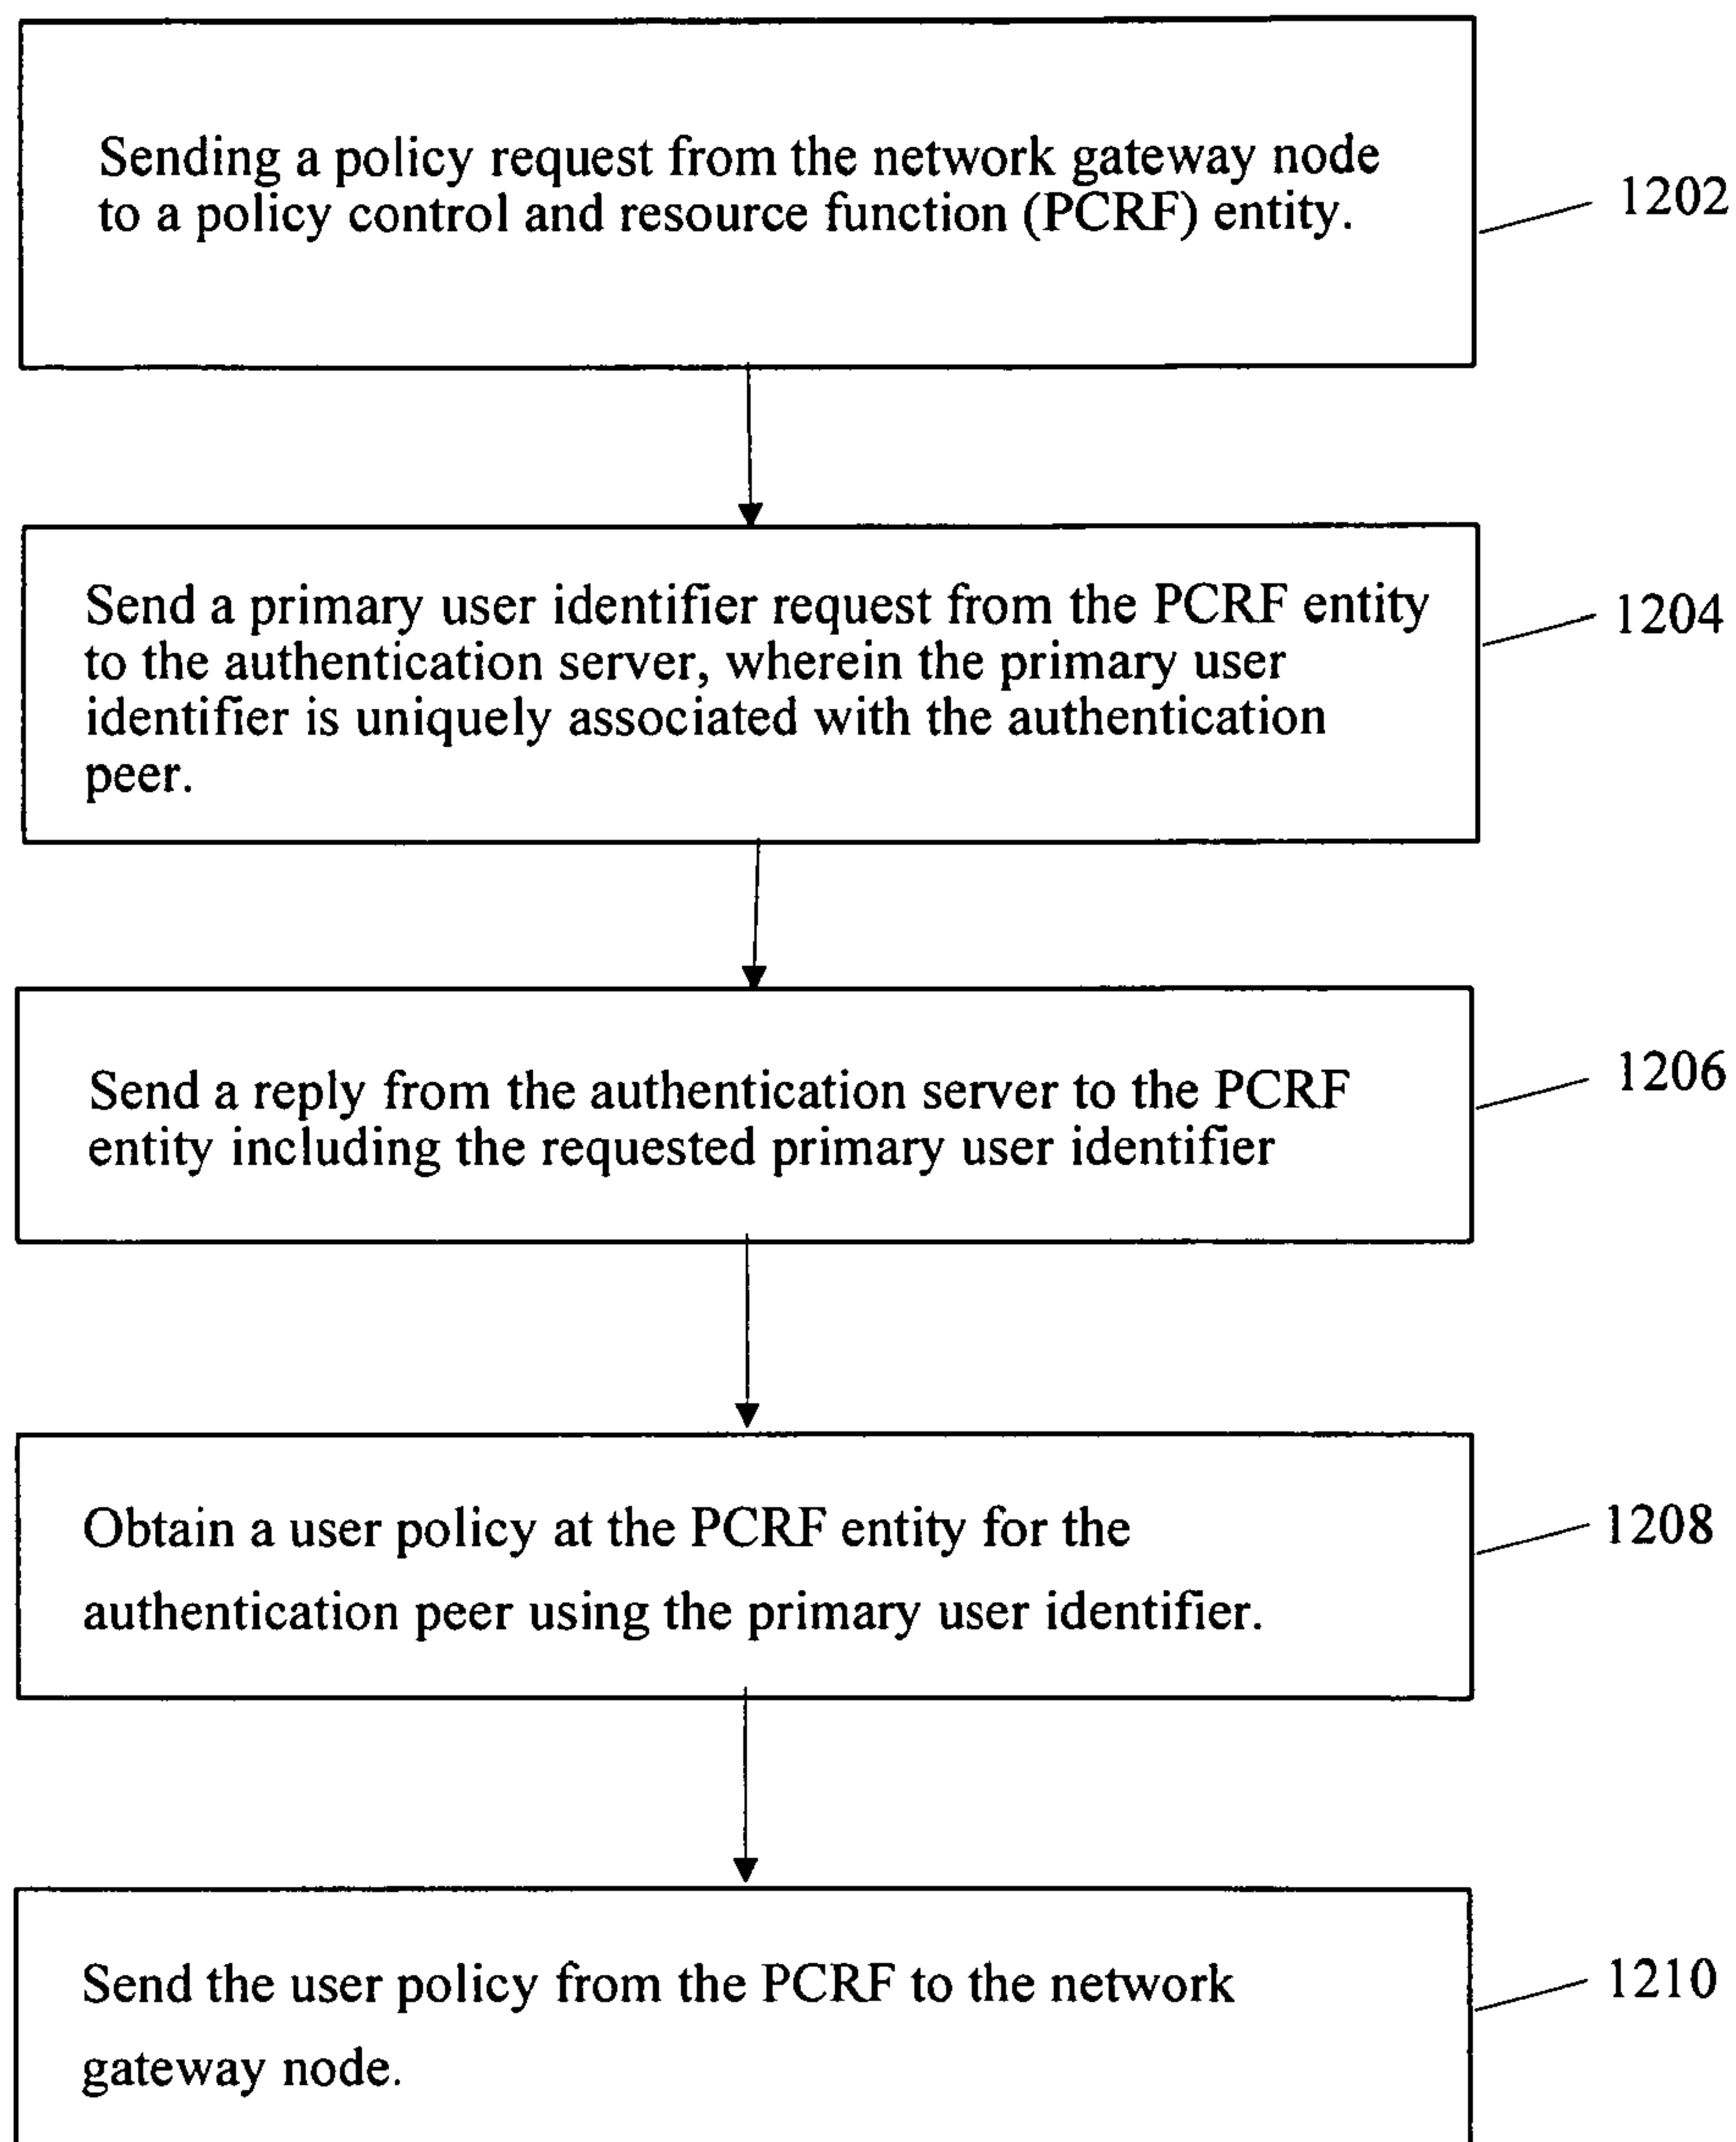 Sending a policy request from the network gateway node
to a policy control and resource function (PCRF) entity.
1202
Send a primary user identifier request from the PCRF entity
to the authentication server, wherein the primary user
identifier is uniquely associated with the authentication
peer.
1204
Send a reply from the authentication server to the PCRF
entity including the requested primary user identifier
1206
Obtain a user policy at the PCRF entity for the
authentication peer using the primary user identifier.
1208
Send the user policy from the PCRF to the network
gateway node.
1210